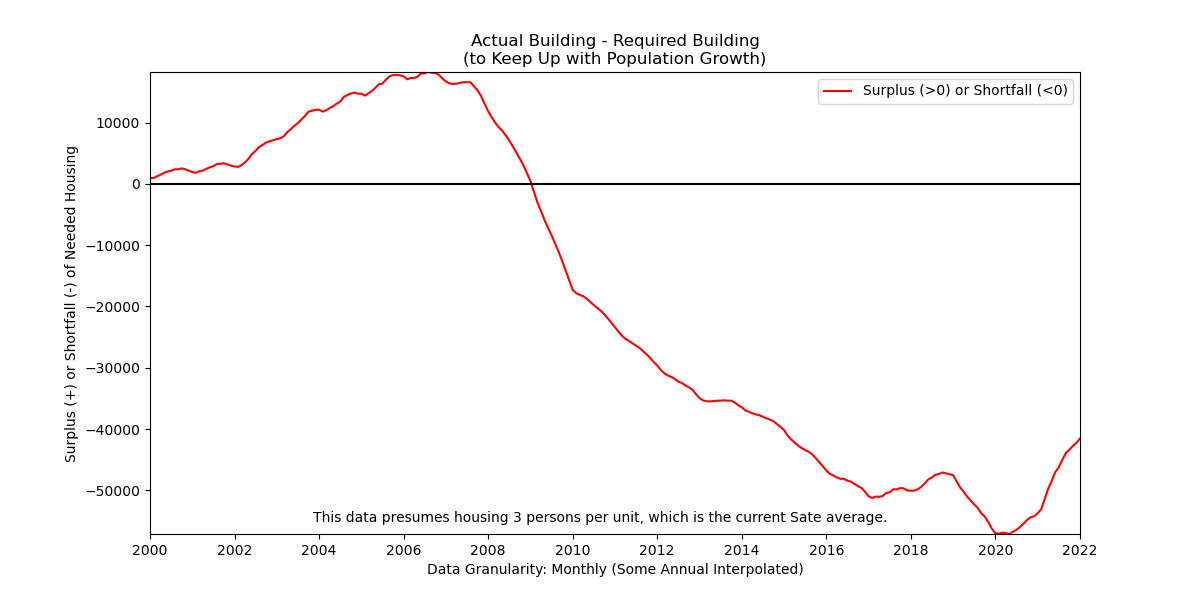 Actual Building - Required Building
(to Keep Up with Population Growth)
Surplus (>0) or Shortfall (<0)
Surplus (+) or Shortfall (-) of Needed Housing
10000
0
−10000
−20000
−30000
−40000
−50000
This data presumes housing 3 persons per unit, which is the current Sate average.
2000 2002 2004 2006 2008 2010 2012 2014 2016 2018 2020 2022
Data Granularity: Monthly (Some Annual Interpolated)